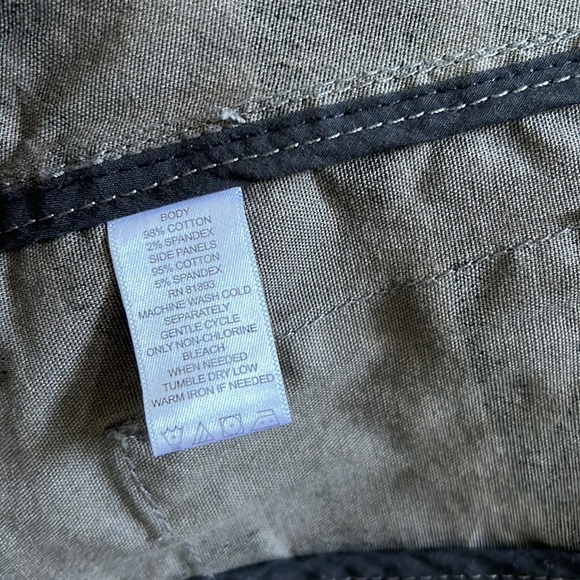 BODY
98% COTTON
2% SPANDEX
SIDE PANELS
95% COTTON
5% SPANDEX
RN 81893
MACHINE WASH COLD
SEPARATELY
GENTLE CYCLE
ONLY NON-CHLORINE
BLEACH
WHEN NEEDED
TUMBLE DRY LOW
WARM IRON IF NEEDED